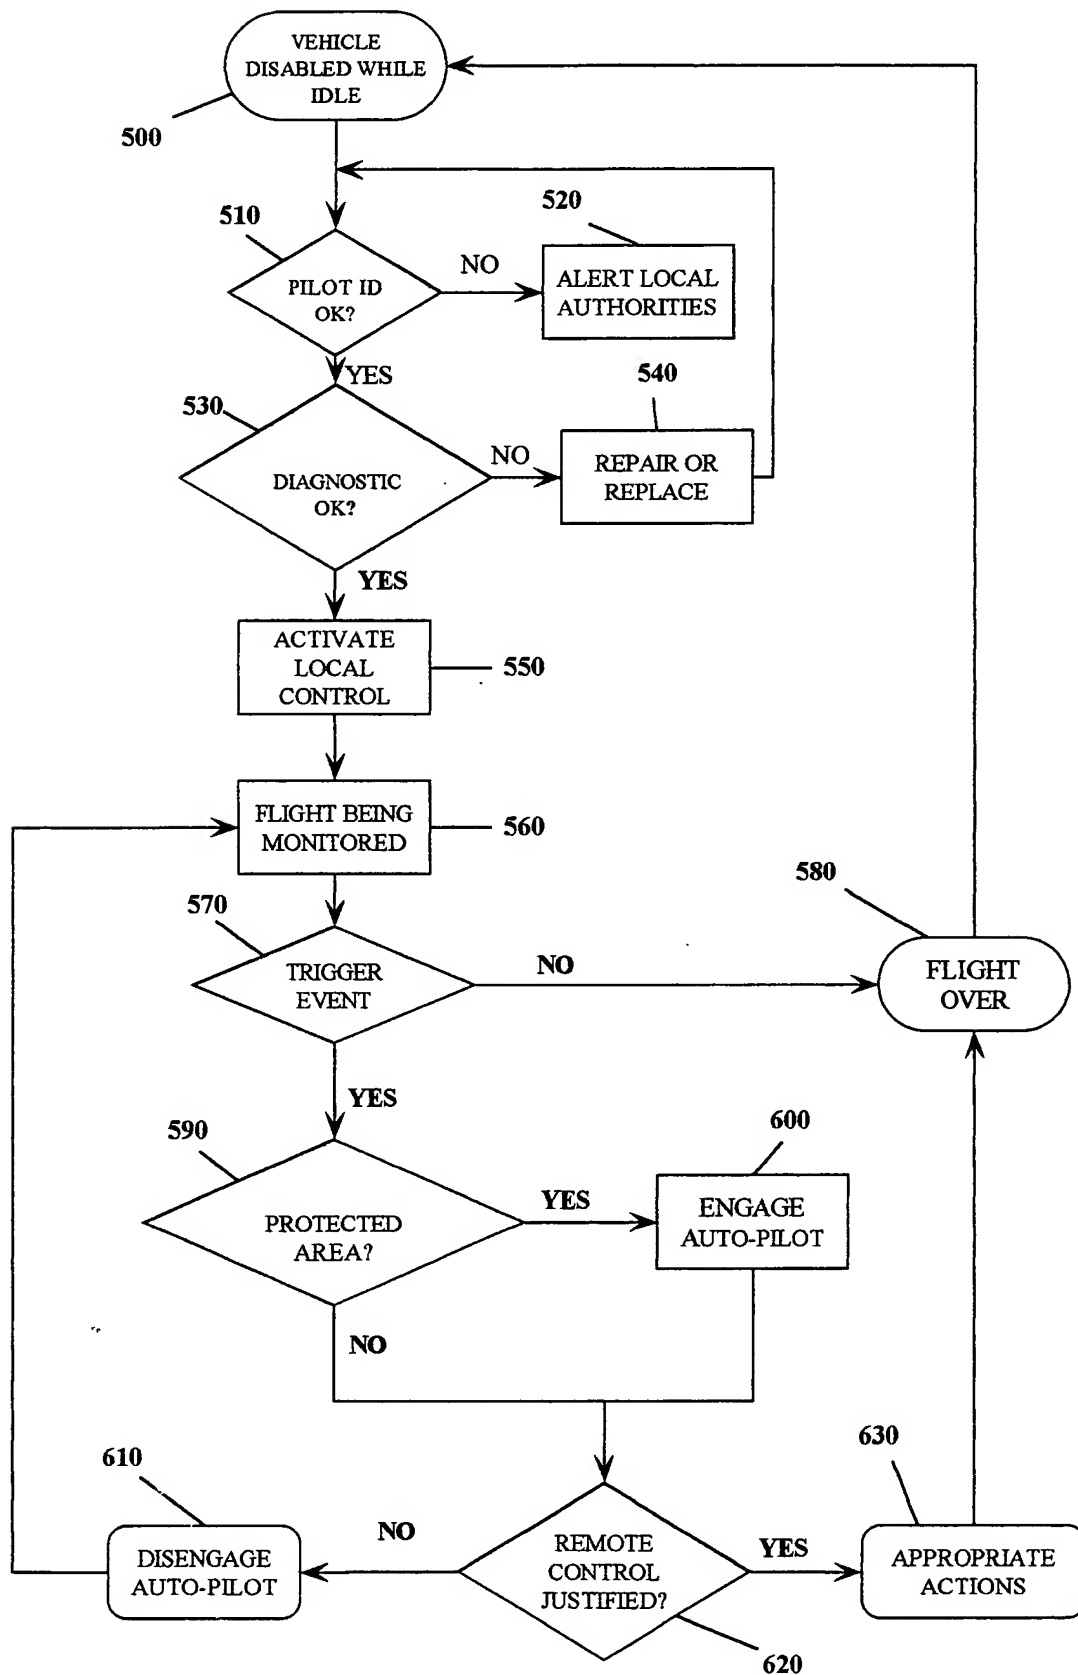 VEHICLE
DISABLED WHILE
IDLE
500
510
520
PILOT ID
OK?
NO
ALERT LOCAL
AUTHORITIES
YES
530
540
DIAGNOSTIC
OK?
NO
REPAIR OR
REPLACE
YES
ACTIVATE
LOCAL
CONTROL
550
FLIGHT BEING
MONITORED
560
570
580
TRIGGER
EVENT
NO
FLIGHT
OVER
YES
590
600
PROTECTED
AREA?
YES
ENGAGE
AUTO-PILOT
NO
610
630
DISENGAGE
AUTO-PILOT
NO
REMOTE
CONTROL
JUSTIFIED?
YES
APPROPRIATE
ACTIONS
620